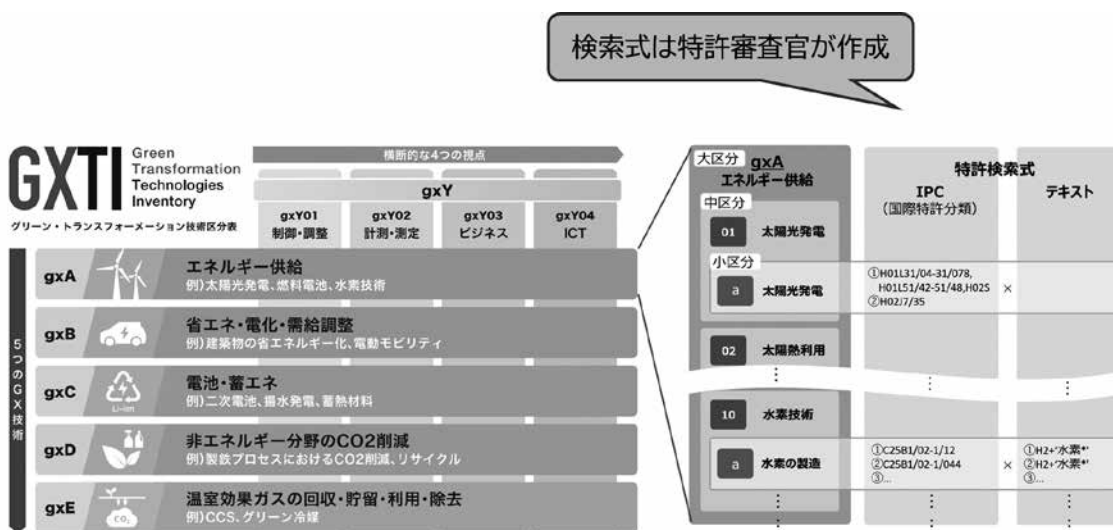 検索式は特許審査官が作成
GXTI
Green
Transformation
Technologies
Inventory
グリーン・トランスフォーメーション技術区分表
横断的な4つの視点
gxY
gxY01
制御・調整
gxY02
計測・測定
gxY03
ビジネス
gxY04
ICT
5つのGX技術
gxA
エネルギー供給
例)太陽光発電、燃料電池、水素技術
gxB
省エネ・電化・需給調整
例)建築物の省エネルギー化、電動モビリティ
gxC
Li-ion
電池・蓄エネ
例)二次電池、揚水発電、蓄熱材料
gxD
非エネルギー分野のCO2削減
例)製鉄プロセスにおけるCO2削減、リサイクル
gxE
CO₂
温室効果ガスの回収・貯留・利用・除去
例)CCS、グリーン冷媒
大区分
gxA
エネルギー供給
中区分
01
太陽光発電
小区分
a
太陽光発電
02
太陽熱利用
⋮
10
水素技術
a
水素の製造
⋮
特許検索式
IPC
(国際特許分類)
テキスト
①H01L31/04-31/078,
H01L51/42-51/48,H02S
②H02J7/35
×
⋮
⋮
①C25B1/02-1/12
②C25B1/02-1/044
③...
×
①H2+"水素*"
②H2+"水素*"
③...
⋮
⋮